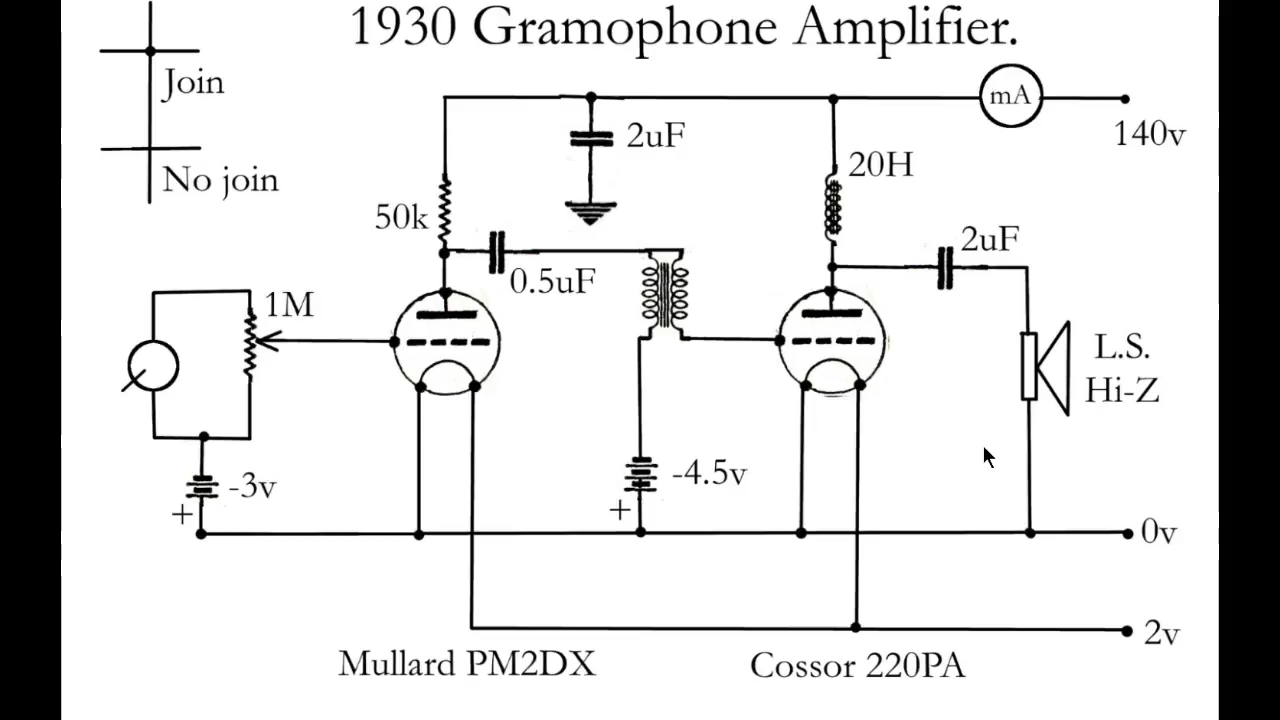 1930 Gramophone Amplifier.
Join
No join
mA
140v
2uF
20H
50k
2uF
0.5uF
1M
L.S.
Hi-Z
-3v
+
-4.5v
+
0v
2v
Mullard PM2DX
Cossor 220PA